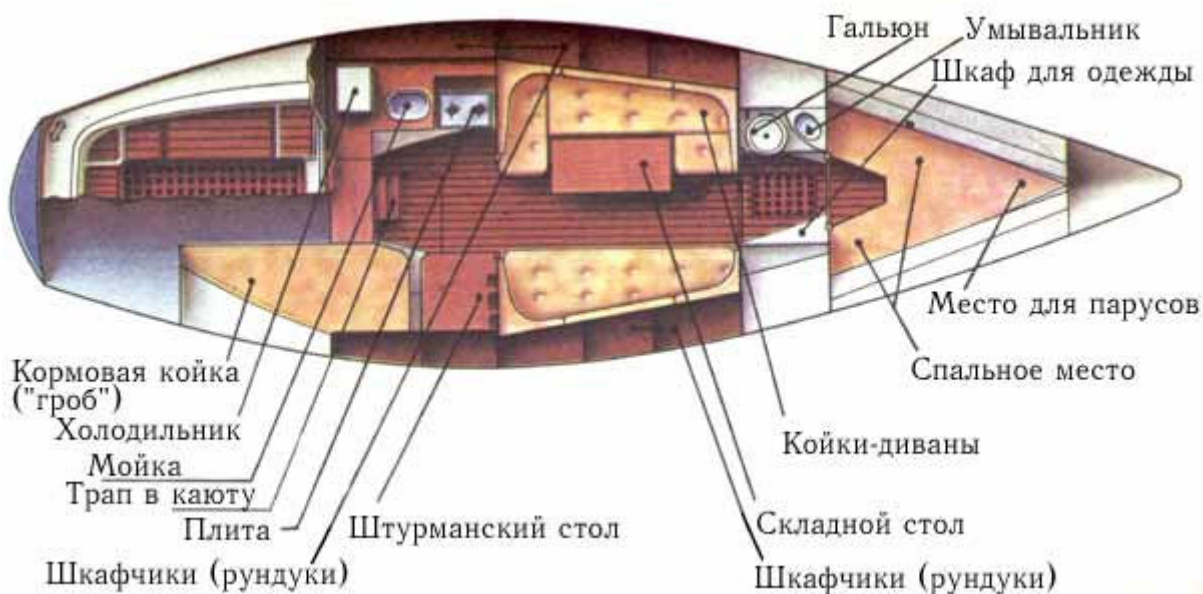 Гальюн
Умывальник
Шкаф для одежды
Место для парусов
Спальное место
Кормовая койка
("гроб")
Холодильник
Койки-диваны
Мойка
Трап в каюту
Плита
Штурманский стол
Складной стол
Шкафчики (рундуки)
Шкафчики (рундуки)